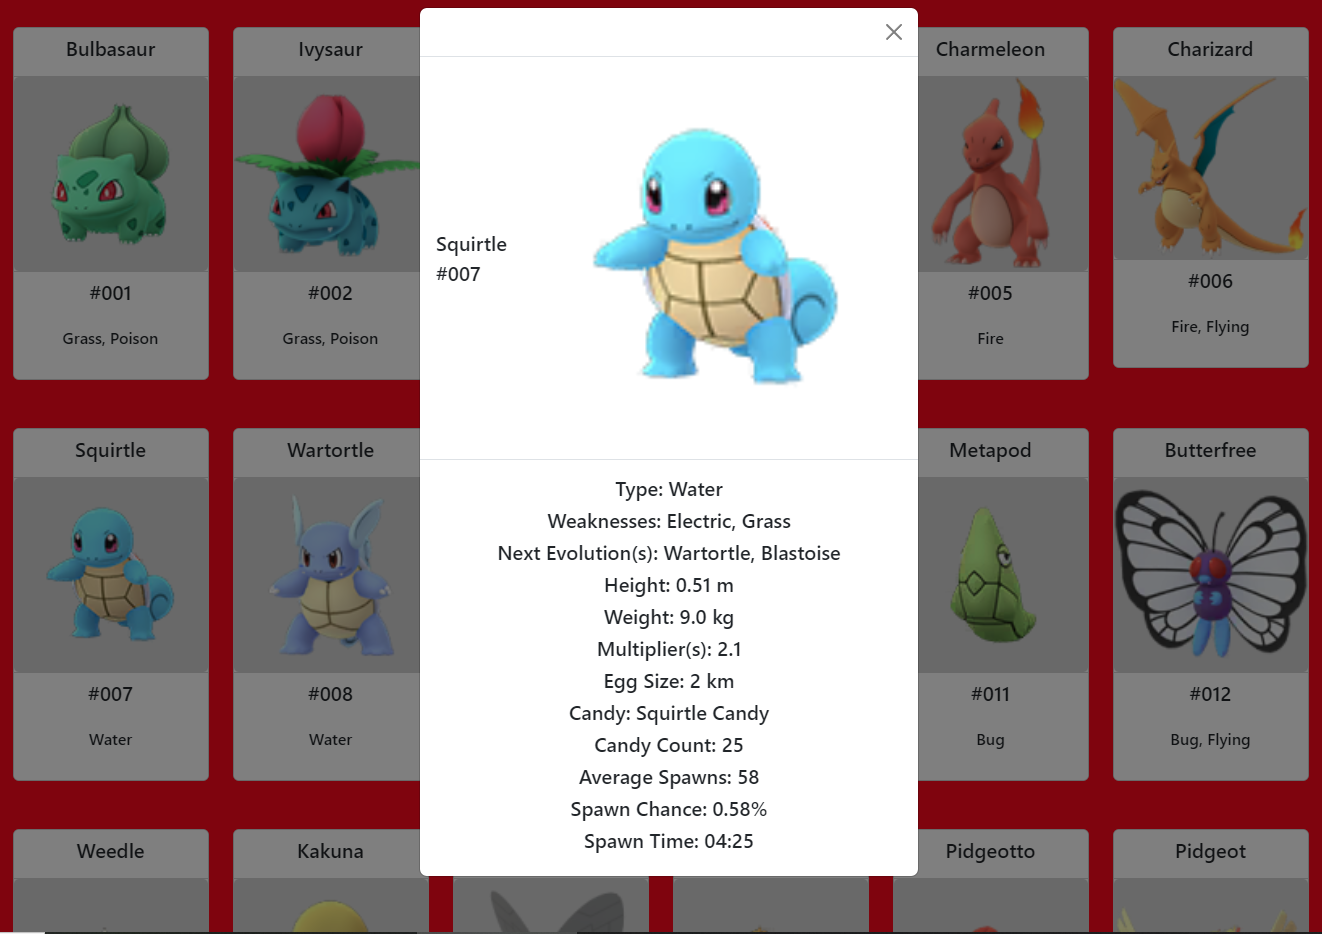 Bulbasaur
Ivysaur
Charmeleon
Charizard
#001
#002
#005
#006
Grass, Poison
Grass, Poison
Fire
Fire, Flying
Squirtle
#007
Type: Water
Weaknesses: Electric, Grass
Next Evolution(s): Wartortle, Blastoise
Height: 0.51 m
Weight: 9.0 kg
Multiplier(s): 2.1
Egg Size: 2 km
Candy: Squirtle Candy
Candy Count: 25
Average Spawns: 58
Spawn Chance: 0.58%
Spawn Time: 04:25
Squirtle
Wartortle
Metapod
Butterfree
#007
#008
#011
#012
Water
Water
Bug
Bug, Flying
Weedle
Kakuna
Pidgeotto
Pidgeot